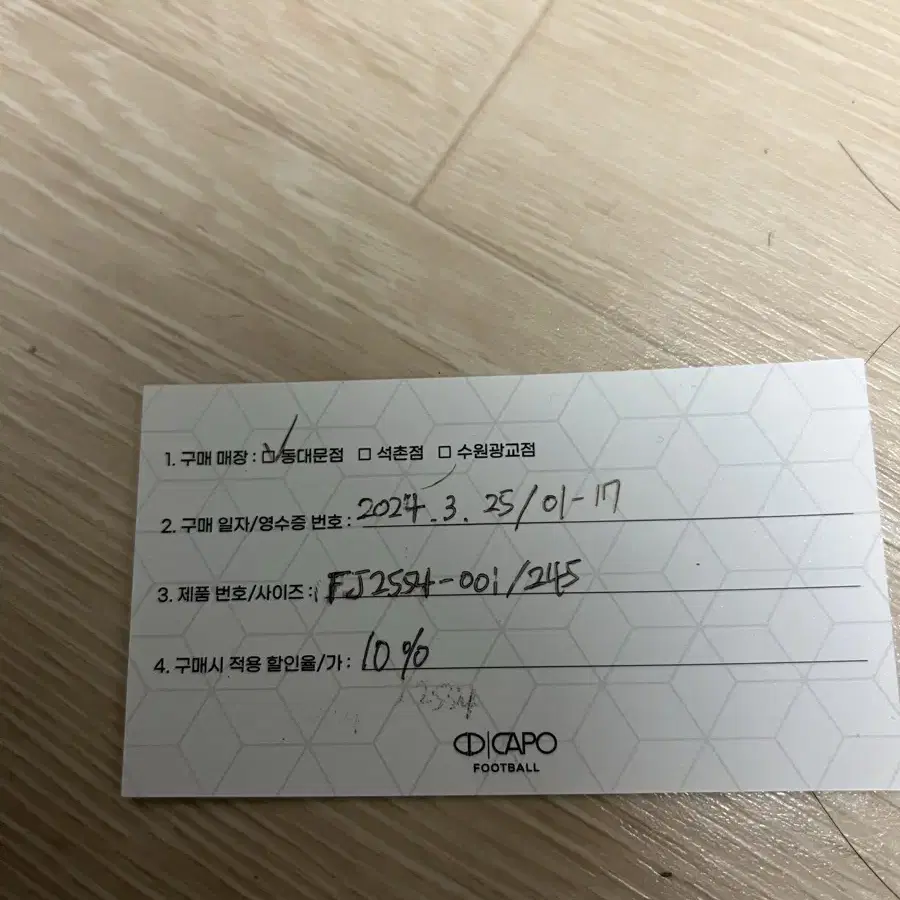 1. 구매 매장 : ☑ 동대문점 ☐ 석촌점 ☐ 수원광교점
2. 구매 일자/영수증 번호 : 2024.3.25/01-17
3. 제품 번호/사이즈 : FJ2554-001/245
4. 구매시 적용 할인율/가 : 10%
CAPO
FOOTBALL